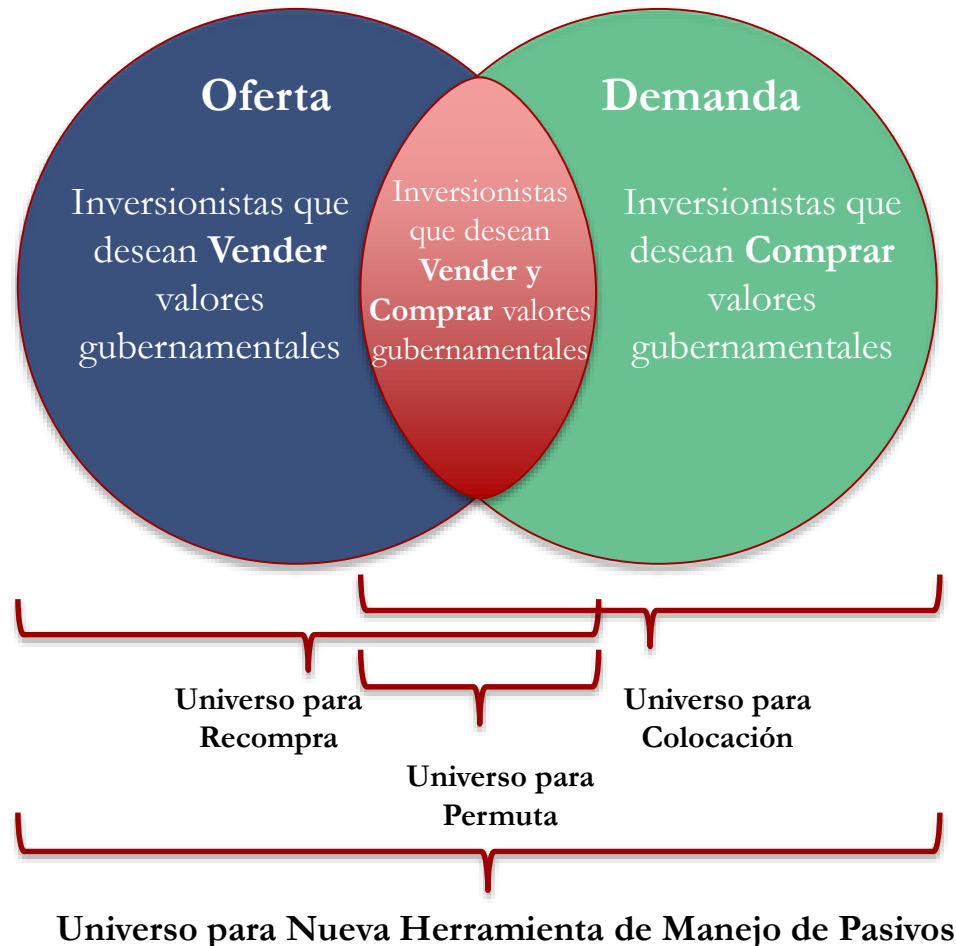 Oferta
Inversionistas que
desean Vender
valores
gubernamentales
Inversionistas
que desean
Vender y
Comprar valores
gubernamentales
Demanda
Inversionistas que
desean Comprar
valores
gubernamentales
Universo para
Recompra
Universo para
Permuta
Universo para
Colocación
Universo para Nueva Herramienta de Manejo de Pasivos